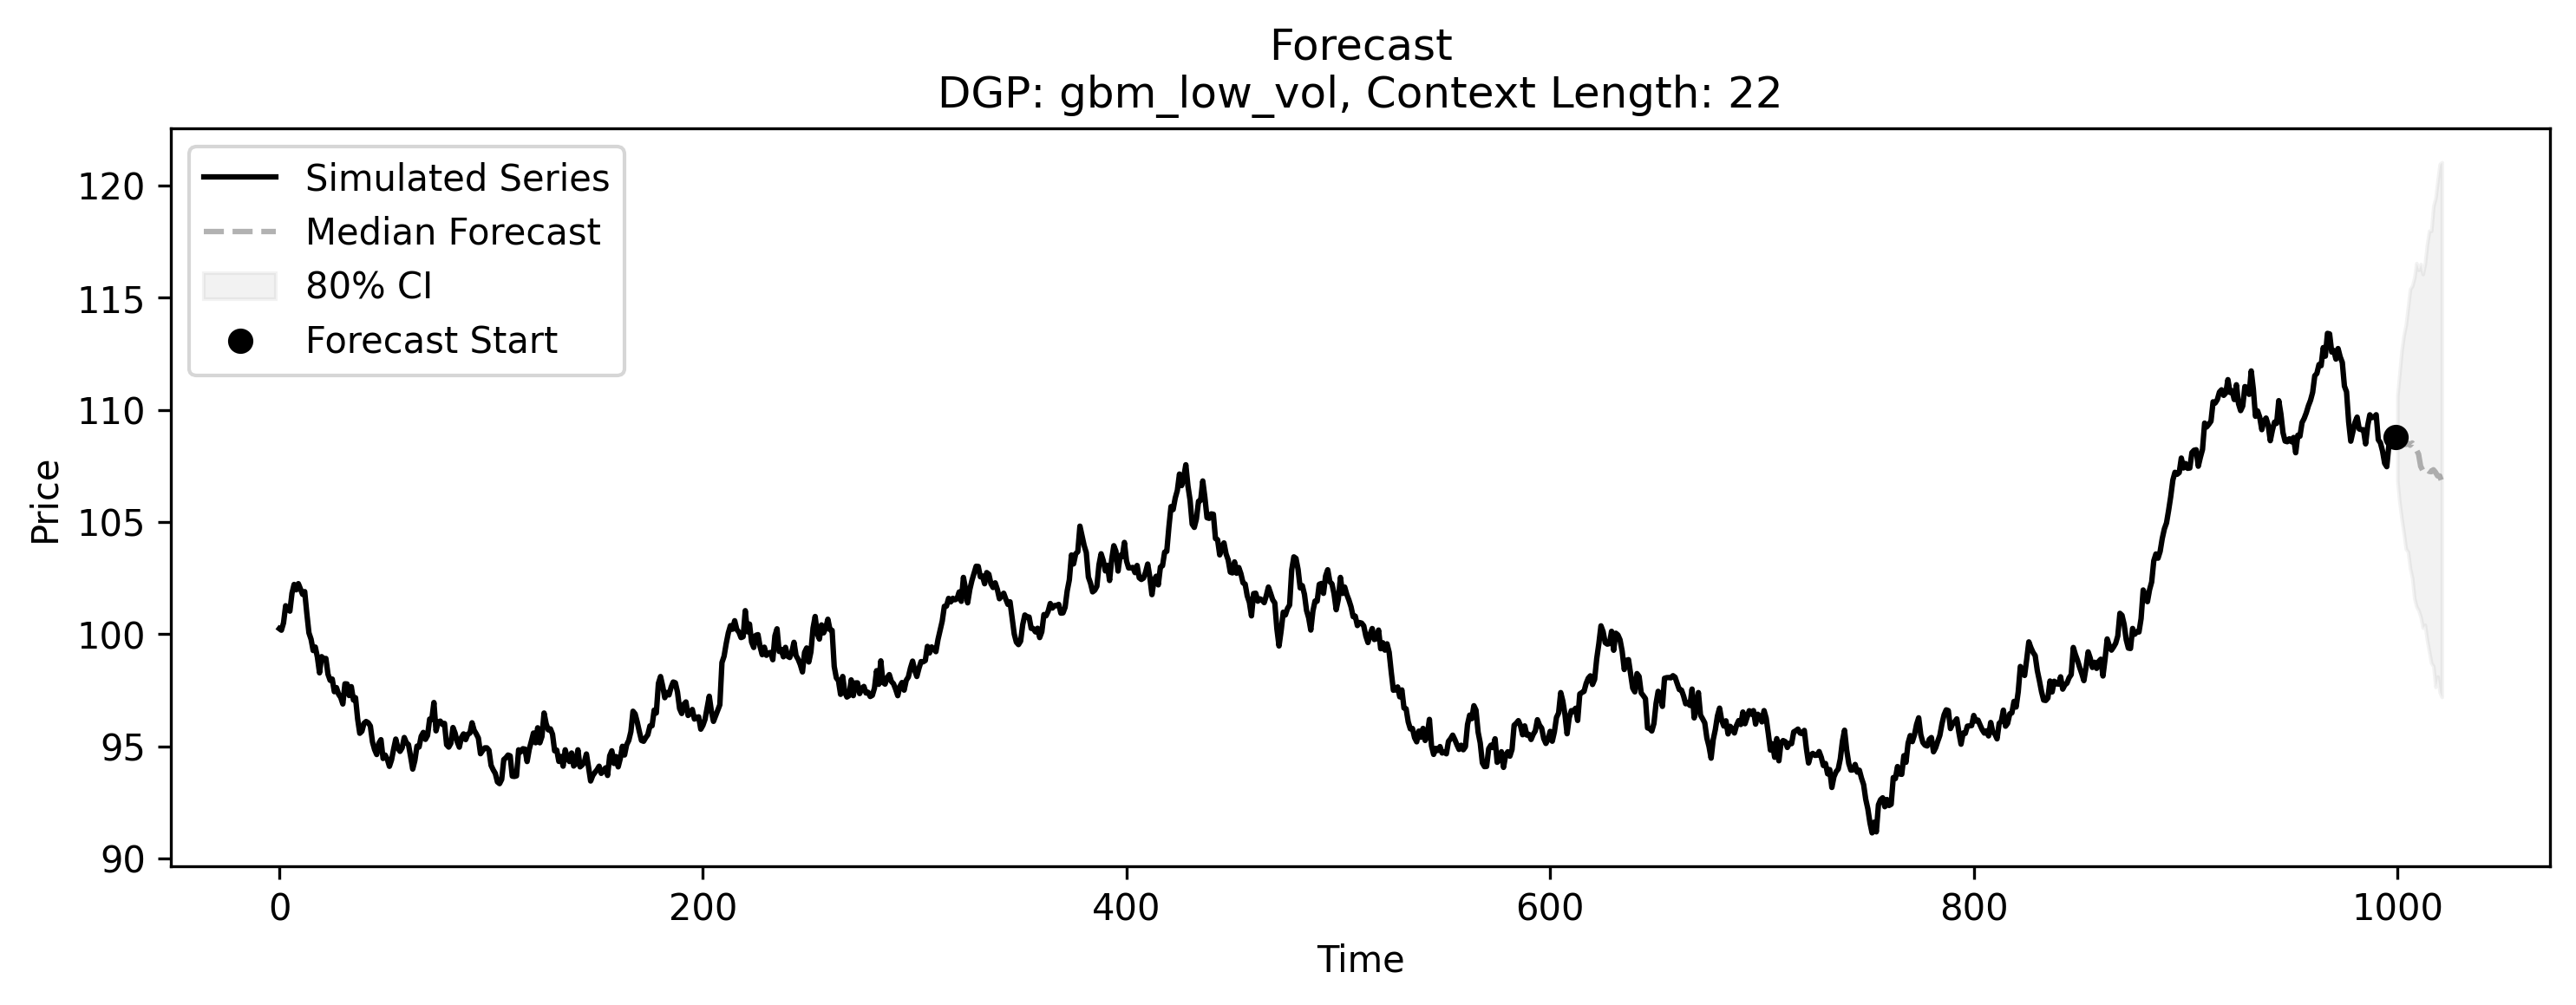 Forecast
DGP: gbm_low_vol, Context Length: 22
Simulated Series
Median Forecast
80% CI
Forecast Start
Price
120
115
110
105
100
95
90
0 200 400 600 800 1000
Time